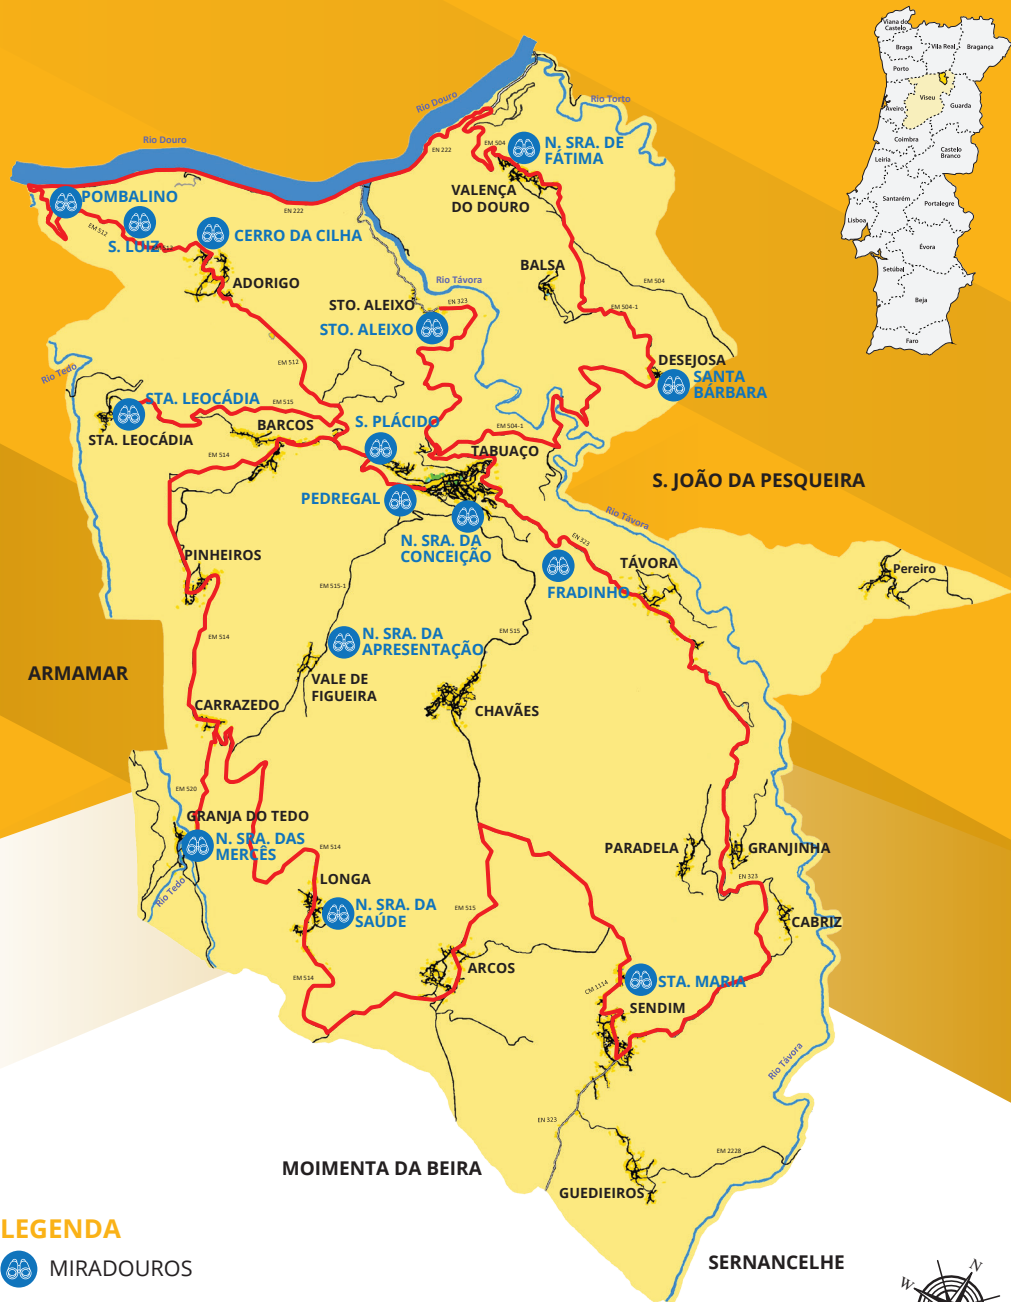 Viana do
Castelo
Braga
Vila Real
Bragança
Porto
Aveiro
Viseu
Guarda
Coimbra
Castelo
Branco
Leiria
Santarém
Portalegre
Lisboa
Évora
Setúbal
Beja
Faro
Rio Douro
Rio Douro
Rio Torto
EM 504
N. SRA. DE
FÁTIMA
EN 222
VALENÇA
DO DOURO
POMBALINO
EM 512
S. LUIZ
EN 222
CERRO DA CILHA
ADORIGO
BALSA
Rio Távora
EM 504
EN 323
STO. ALEIXO
STO. ALEIXO
EM 504-1
DESEJOSA
SANTA
BÁRBARA
Rio Tedo
EM 512
STA. LEOCÁDIA
EM 515
STA. LEOCÁDIA
BARCOS
S. PLÁCIDO
EM 504-1
TABUAÇO
EM 514
S. JOÃO DA PESQUEIRA
PEDREGAL
N. SRA. DA
CONCEIÇÃO
Rio Távora
EN 323
PINHEIROS
FRADINHO
TÁVORA
Pereiro
EM 515-1
EM 514
N. SRA. DA
APRESENTAÇÃO
EM 515
ARMAMAR
VALE DE
FIGUEIRA
CARRAZEDO
CHAVÃES
EM 520
GRANJA DO TEDO
N. SRA. DAS
MERCÊS
EM 514
PARADELA
GRANJINHA
Rio Tedo
LONGA
EN 323
N. SRA. DA
SAÚDE
EM 515
CABRIZ
EM 514
ARCOS
CM 1114
STA. MARIA
SENDIM
Rio Távora
EN 323
MOIMENTA DA BEIRA
EM 2228
GUEDIEIROS
LEGENDA
MIRADOUROS
SERNANCELHE
N
W